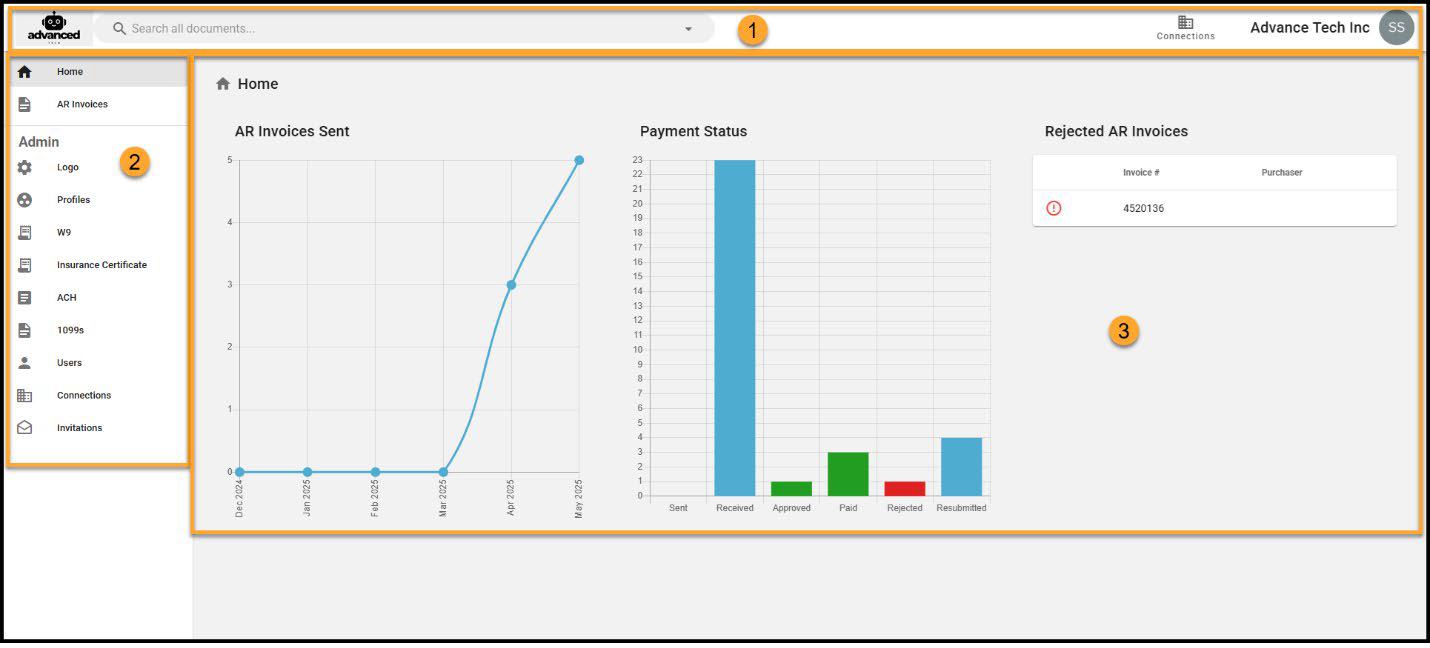 advanced
Search all documents...
1
Connections
Advance Tech Inc
SS
Home
AR Invoices
Admin
2
Logo
Profiles
W9
Insurance Certificate
ACH
1099s
Users
Connections
Invitations
Home
AR Invoices Sent
5
4
3
2
1
0
Dec 2024
Jan 2025
Feb 2025
Mar 2025
Apr 2025
May 2025
Payment Status
23
22
21
20
19
18
17
16
15
14
13
12
11
10
9
8
7
6
5
4
3
2
1
0
Sent Received Approved Paid Rejected Resubmitted
Rejected AR Invoices
Invoice # Purchaser
4520136
3